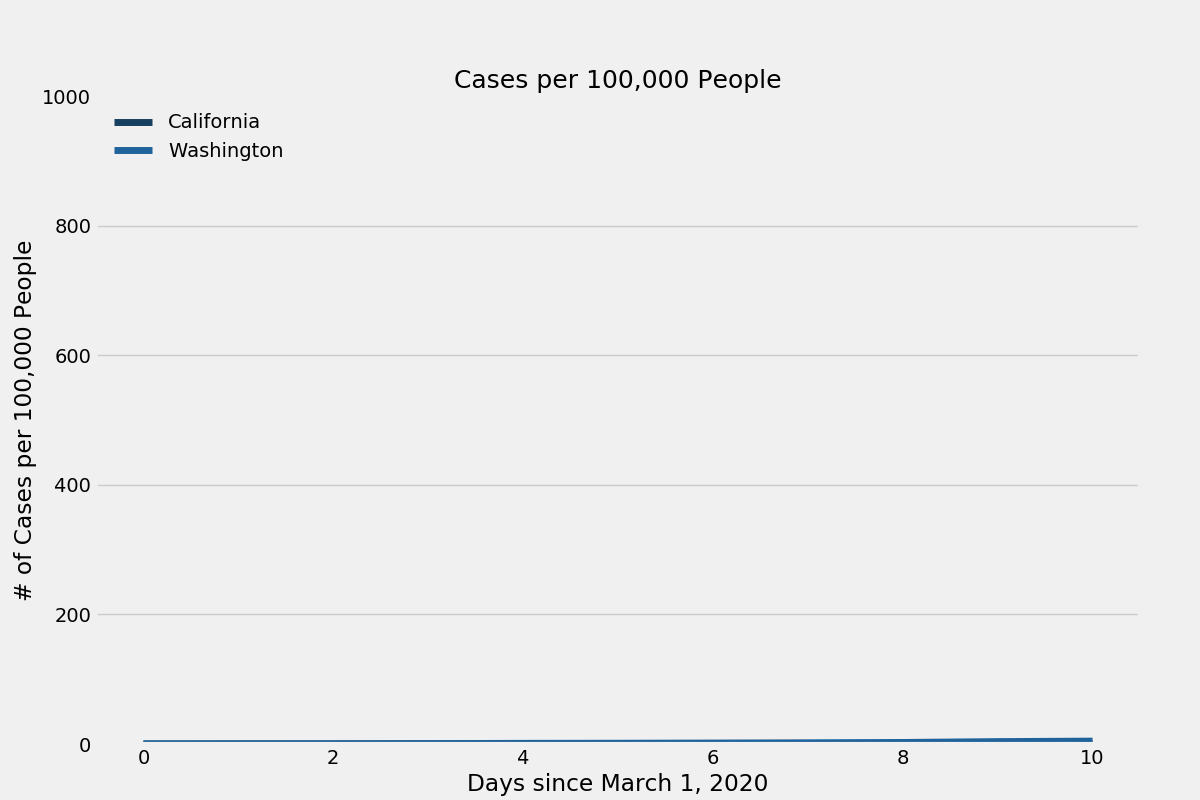 Cases per 100,000 People
1000
California
Washington
800
600
400
200
0
# of Cases per 100,000 People
0 2 4 6 8 10
Days since March 1, 2020